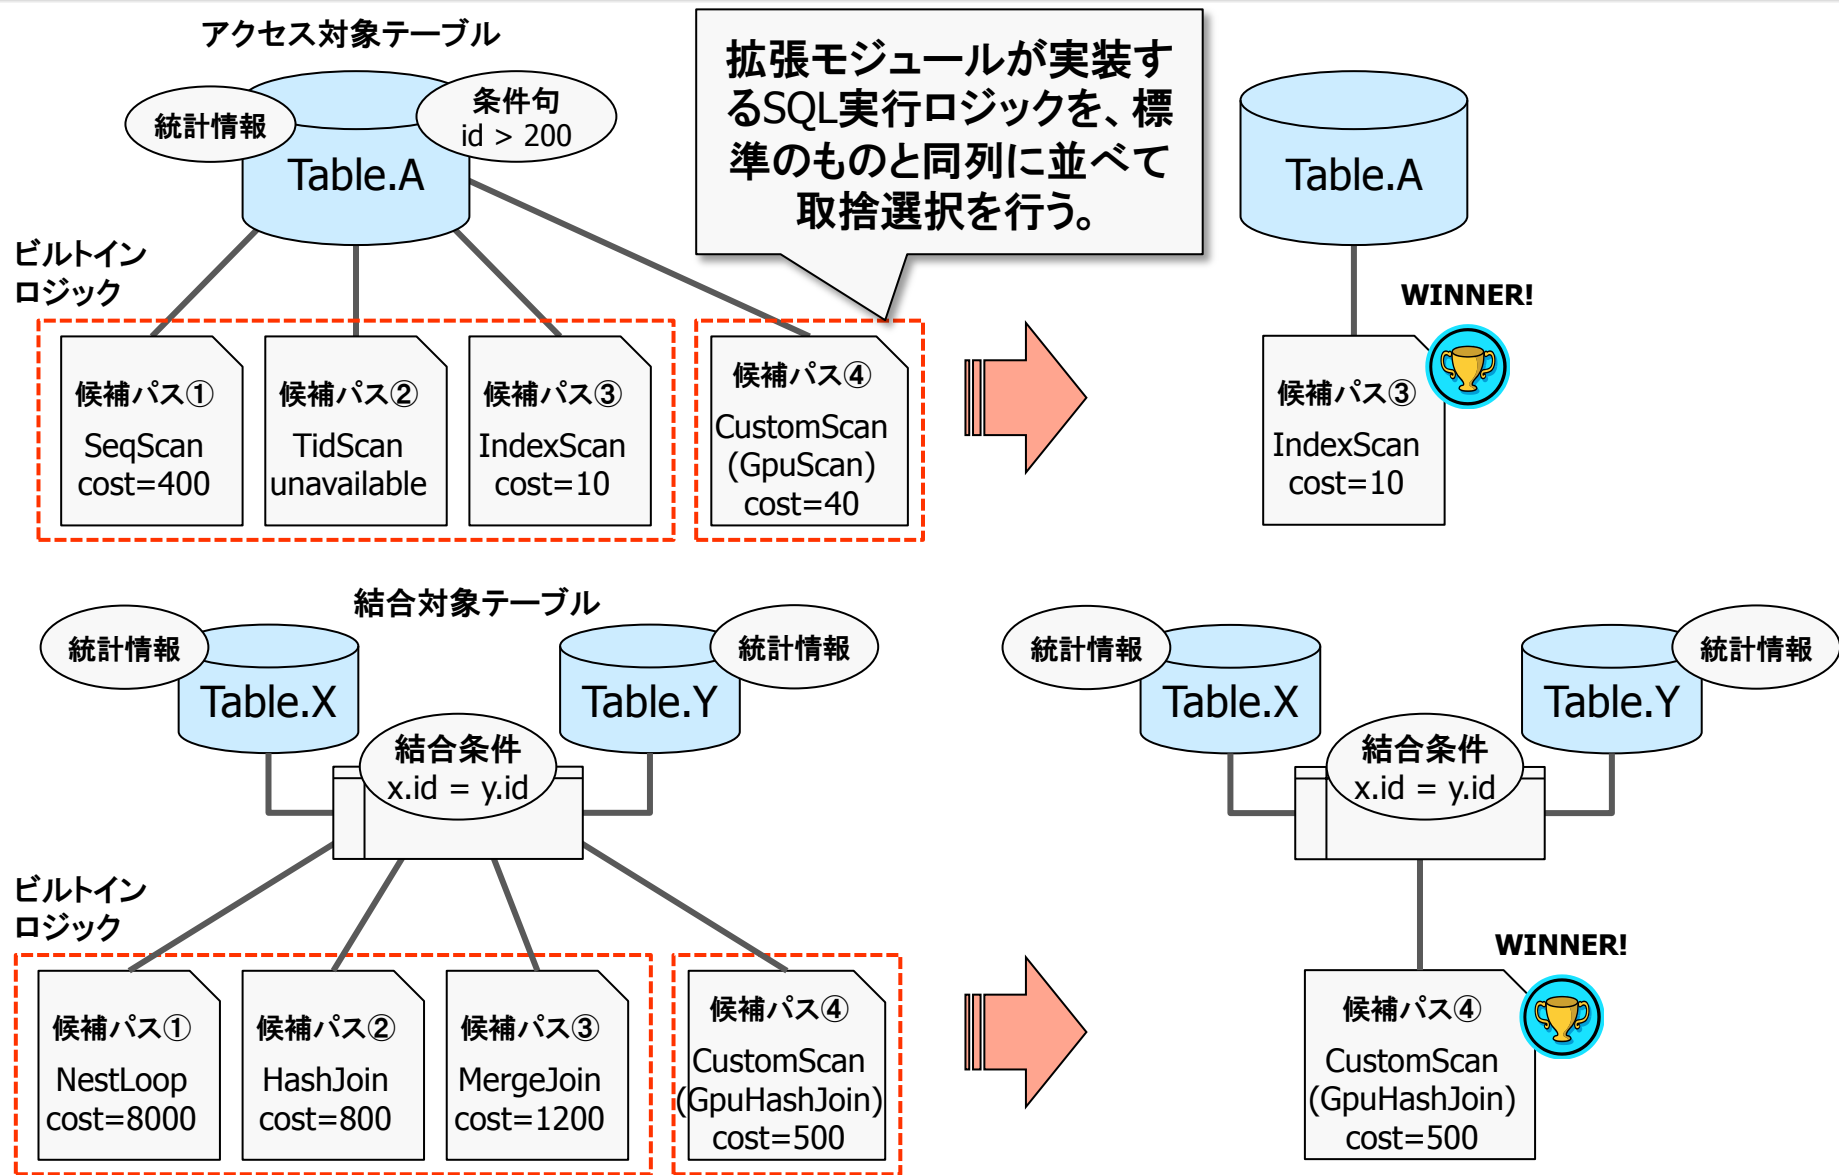 アクセス対象テーブル
統計情報
条件句
id > 200
Table.A
拡張モジュールが実装す
るSQL実行ロジックを、標
準のものと同列に並べて
取捨選択を行う。
Table.A
ビルトイン
ロジック
WINNER!
候補パス①
SeqScan
cost=400
候補パス②
TidScan
unavailable
候補パス③
IndexScan
cost=10
候補パス④
CustomScan
(GpuScan)
cost=40
候補パス③
IndexScan
cost=10
結合対象テーブル
統計情報
Table.X
統計情報
Table.Y
結合条件
x.id = y.id
統計情報
Table.X
統計情報
Table.Y
結合条件
x.id = y.id
ビルトイン
ロジック
WINNER!
候補パス①
NestLoop
cost=8000
候補パス②
HashJoin
cost=800
候補パス③
MergeJoin
cost=1200
候補パス④
CustomScan
(GpuHashJoin)
cost=500
候補パス④
CustomScan
(GpuHashJoin)
cost=500